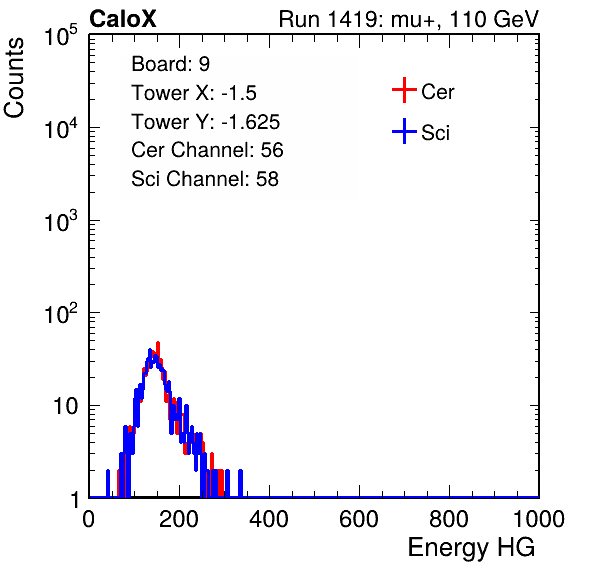 CaloX Run 1419: mu+, 110 GeV
Board: 9
Tower X: -1.5
Tower Y: -1.625
Cer Channel: 56
Sci Channel: 58
Cer
Sci
Counts
10^5
10^4
10^3
10^2
10
1
0 200 400 600 800 1000
Energy HG